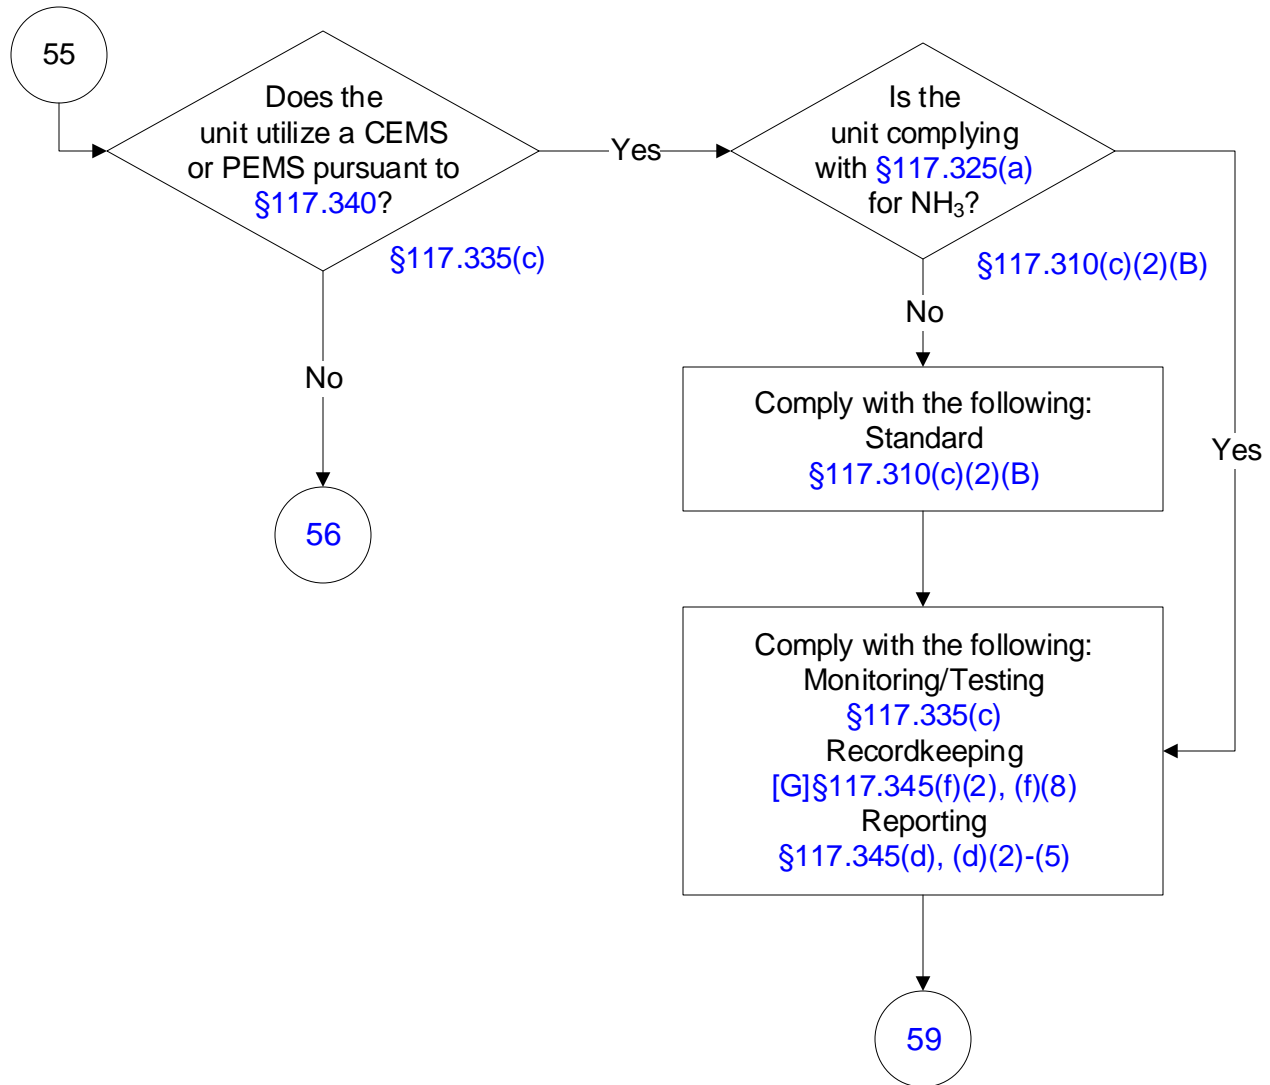 55
Does the
unit utilize a CEMS
or PEMS pursuant to
§117.340?
§117.335(c)
Yes
No
56
Is the
unit complying
with §117.325(a)
for NH₃?
§117.310(c)(2)(B)
No
Yes
Comply with the following:
Standard
§117.310(c)(2)(B)
Comply with the following:
Monitoring/Testing
§117.335(c)
Recordkeeping
[G]§117.345(f)(2), (f)(8)
Reporting
§117.345(d), (d)(2)-(5)
59